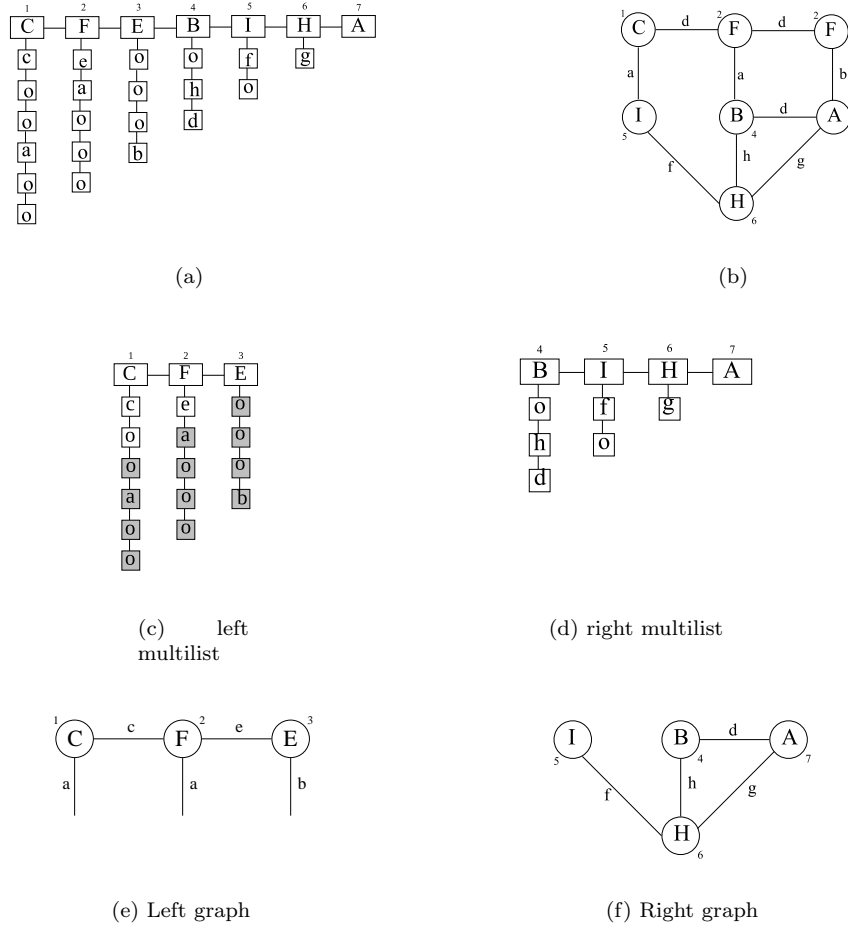 1 2 3 4 5 6 7
C F E B I H A
c e o o f g
o a o h o
o o o d
a o b
o o
o
(a)
1 C d 2 F d 2 F
a a b
I 5 B 4 d A
f h g
H 6
(b)
1 2 3
C F E
c e o
o a o
o o o
a o b
o o
o
(c) left
multilist
4 5 6 7
B I H A
o f g
h o
d
(d) right multilist
1 C c F 2 e E 3
a a b
(e) Left graph
I 5 B 4 d A 7
f h g
H 6
(f) Right graph